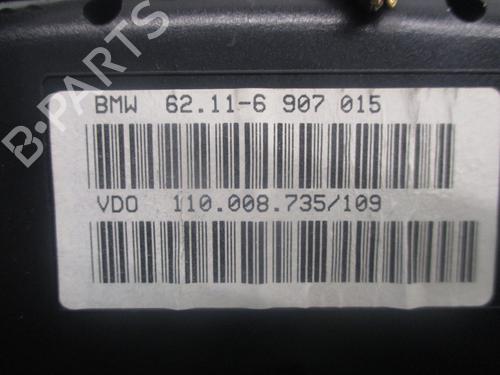 B-PARTS
BMW 62.11-6 907 015
VDO 110.008.735/109